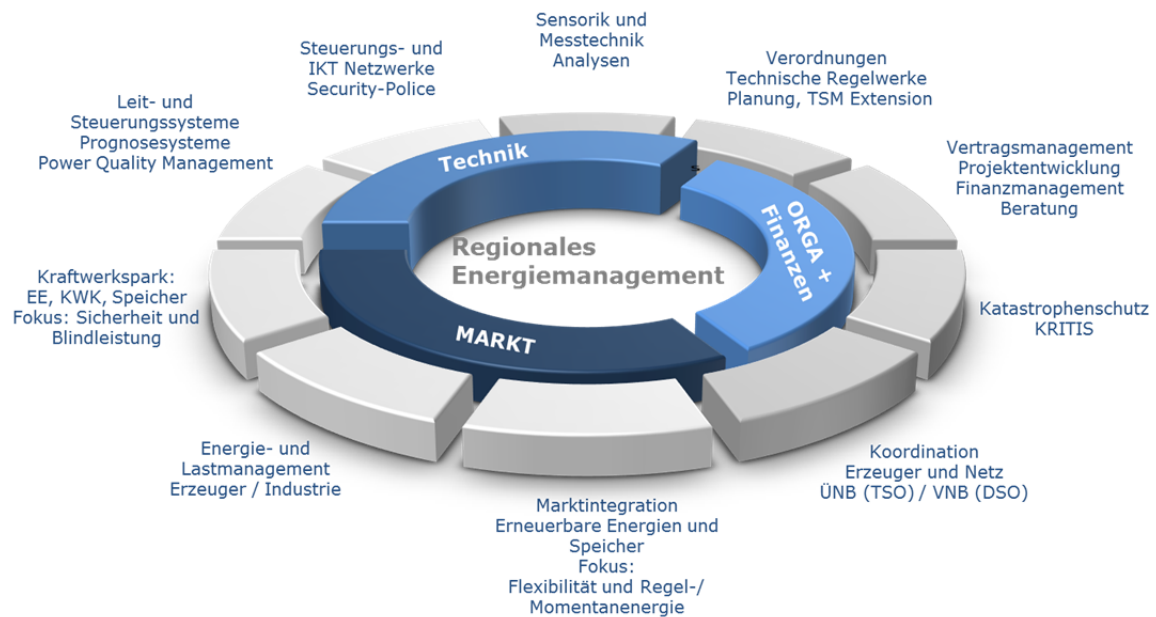 Sensorik und
Messtechnik
Analysen
Steuerungs- und
IKT Netzwerke
Security-Police
Verordnungen
Technische Regelwerke
Planung, TSM Extension
Leit- und
Steuerungssysteme
Prognosesysteme
Power Quality Management
Vertragsmanagement
Projektentwicklung
Finanzmanagement
Beratung
Technik
ORGA +
Finanzen
Regionales
Energiemanagement
MARKT
Kraftwerkspark:
EE, KWK, Speicher
Fokus: Sicherheit und
Blindleistung
Katastrophenschutz
KRITIS
Energie- und
Lastmanagement
Erzeuger / Industrie
Koordination
Erzeuger und Netz
ÜNB (TSO) / VNB (DSO)
Marktintegration
Erneuerbare Energien und
Speicher
Fokus:
Flexibilität und Regel-/
Momentanenergie